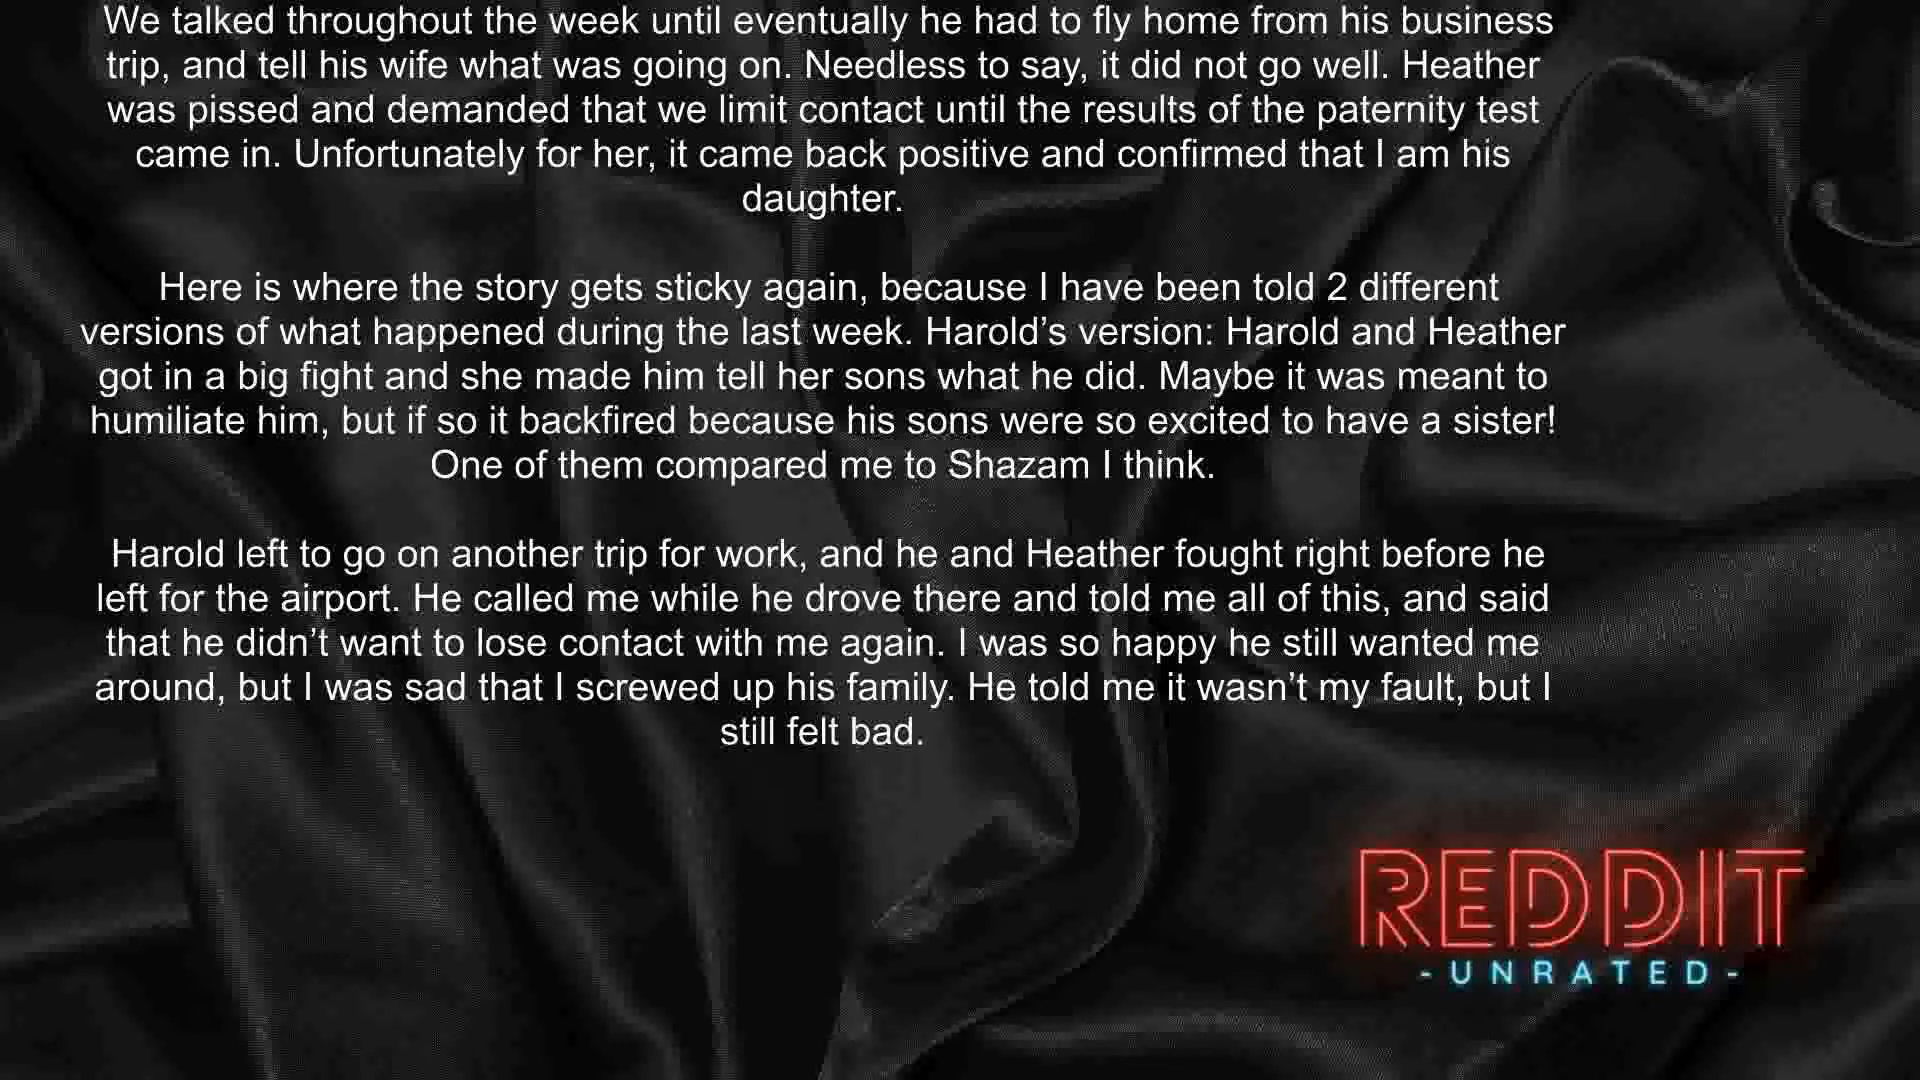 We talked throughout the week until eventually he had to fly home from his business
trip, and tell his wife what was going on. Needless to say, it did not go well. Heather
was pissed and demanded that we limit contact until the results of the paternity test
came in. Unfortunately for her, it came back positive and confirmed that I am his
daughter.
Here is where the story gets sticky again, because I have been told 2 different
versions of what happened during the last week. Harold’s version: Harold and Heather
got in a big fight and she made him tell her sons what he did. Maybe it was meant to
humiliate him, but if so it backfired because his sons were so excited to have a sister!
One of them compared me to Shazam I think.
Harold left to go on another trip for work, and he and Heather fought right before he
left for the airport. He called me while he drove there and told me all of this, and said
that he didn’t want to lose contact with me again. I was so happy he still wanted me
around, but I was sad that I screwed up his family. He told me it wasn’t my fault, but I
still felt bad.
REDDIT
-UNRATED-